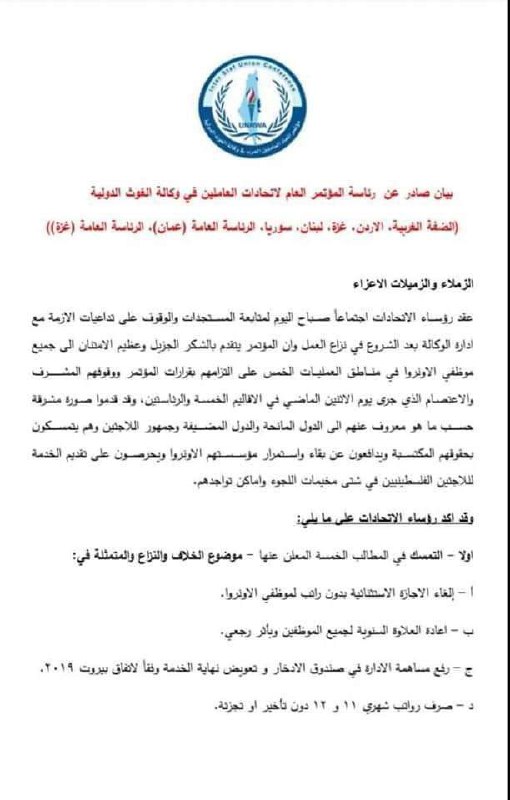 Inter Staf Union Conference
UNRWA
بيان صادر عن رئاسة المؤتمر العام لاتحادات العاملين في وكالة الغوث الدولية
(الضفة الغربية، الاردن، غزة، لبنان، سوريا، الرئاسة العامة (عمان)، الرئاسة العامة (غزة))
الزملاء والزميلات الاعزاء
عقد رؤساء الاتحادات اجتماعاً صباح اليوم لمتابعة المستجدات والوقوف على تداعيات الازمة مع
ادارة الوكالة بعد الشروع في نزاع العمل وان المؤتمر يتقدم بالشكر الجزيل وعظيم الامتنان الى جميع
موظفي الاونروا في مناطق العمليات الخمس على التزامهم بقرارات المؤتمر ووقوفهم المشرف
والاعتصام الذي جرى يوم الاثنين الماضي في الاقاليم الخمسة والرئاستين، وقد قدموا صورة مشرقة
حسب ما هو معروف عنهم الى الدول المانحة والدول المضيفة وجمهور اللاجئين وهم يتمسكون
بحقوقهم المكتسبة ويدافعون عن بقاء واستمرار مؤسستهم الاونروا ويحرصون على تقديم الخدمة
لللاجئين الفلسطينيين في شتى مخيمات اللجوء واماكن تواجدهم.
وقد اكد رؤساء الاتحادات على ما يلي:
اولا – التمسك في المطالب الخمسة المعلن عنها – موضوع الخلاف والنزاع والمتمثلة في:
أ – إلغاء الاجازة الاستثنائية بدون راتب لموظفي الاونروا.
ب – اعادة العلاوة السنوية لجميع الموظفين وبأثر رجعي.
ج – رفع مساهمة الادارة في صندوق الادخار و تعويض نهاية الخدمة وفقاً لاتفاق بيروت ٢٠١٩.
د – صرف رواتب شهري ١١ و ١٢ دون تأخير او تجزئة.